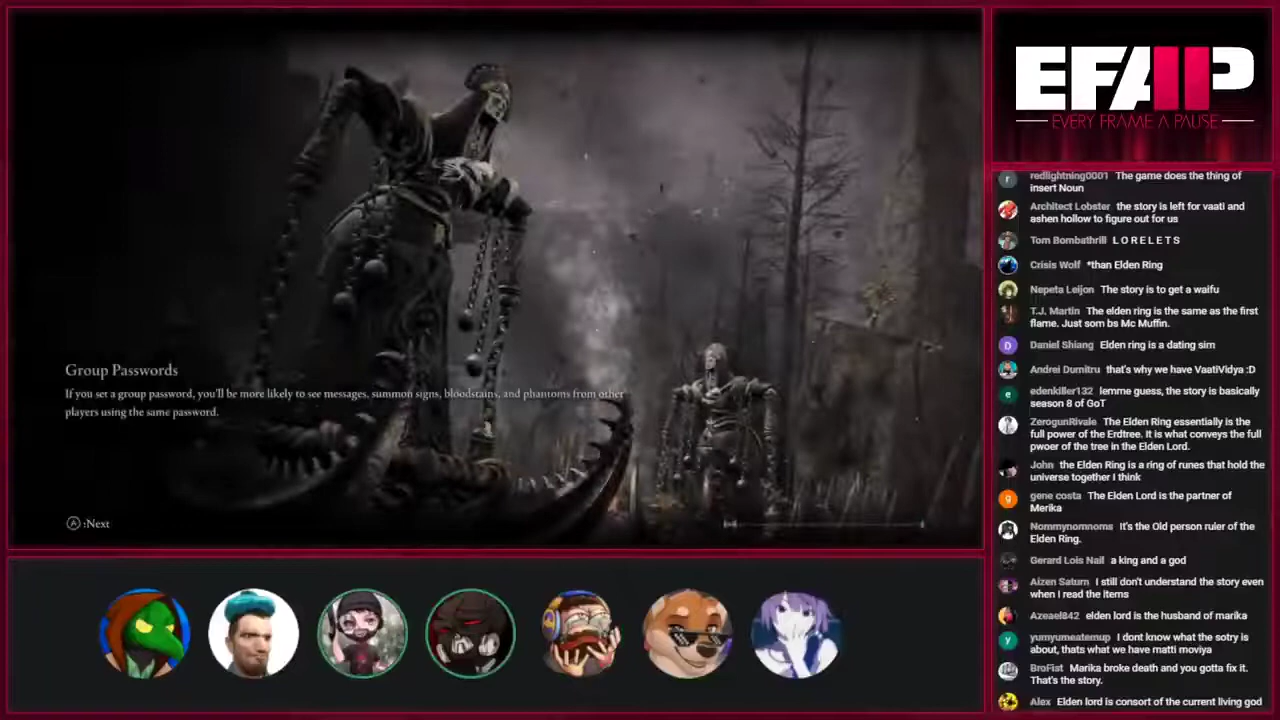 EFAP
EVERY FRAME A PAUSE
Group Passwords
If you set a group password, you'll be more likely to see messages, summon signs, bloodstains, and phantoms from other
players using the same password.
A :Next
r redlightning0001 The game does the thing of
insert Noun
Architect Lobster the story is left for vaati and
ashen hollow to figure out for us
Tom Bombathrill L O R E L E T S
Crisis Wolf *than Elden Ring
Nepeta Leijon The story is to get a waifu
T.J. Martin The elden ring is the same as the first
flame. Just som bs Mc Muffin.
D Daniel Shiang Elden ring is a dating sim
Andrei Dumitru that's why we have VaatiVidya :D
e edenkiller132 lemme guess, the story is basically
season 8 of GoT
ZerogunRivale The Elden Ring essentially is the
full power of the Erdtree. It is what conveys the full
pwoer of the tree in the Elden Lord.
John the Elden Ring is a ring of runes that hold the
universe together I think
g gene costa The Elden Lord is the partner of
Merika
Nommynomnoms It's the Old person ruler of the
Elden Ring.
Gerard Lois Nail a king and a god
Aizen Saturn I still don't understand the story even
when I read the items
Azeael842 elden lord is the husband of marika
y yumyumeatemup I dont know what the sotry is
about, thats what we have matti moviya
BroFist Marika broke death and you gotta fix it.
That's the story.
Alex Elden lord is consort of the current living god